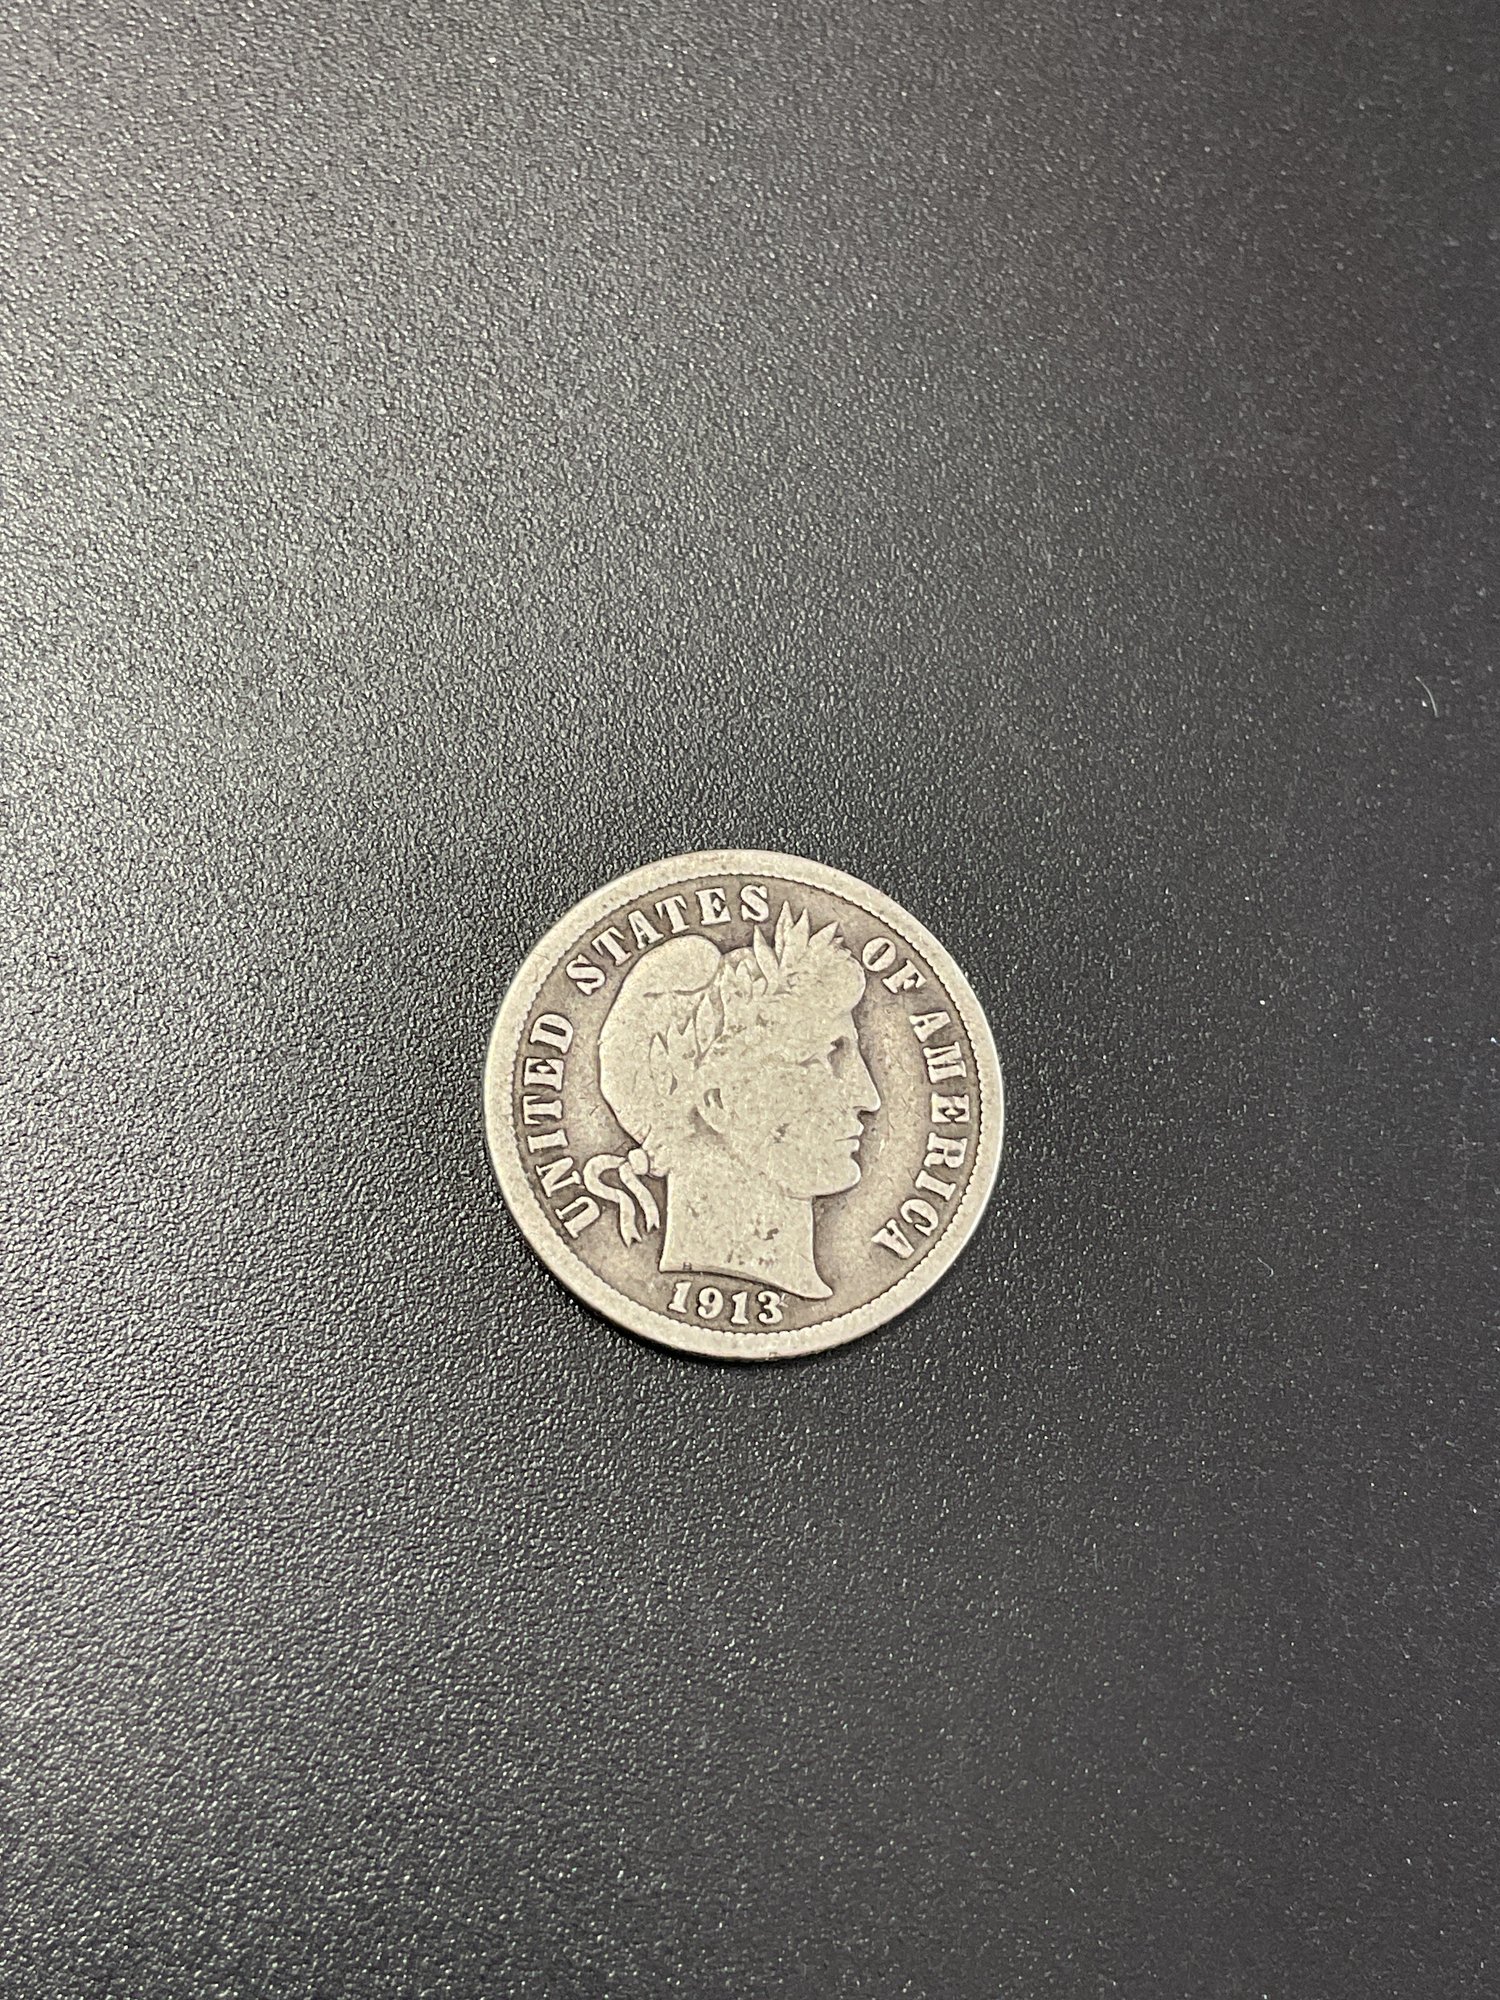 UNITED STATES OF AMERICA
1913